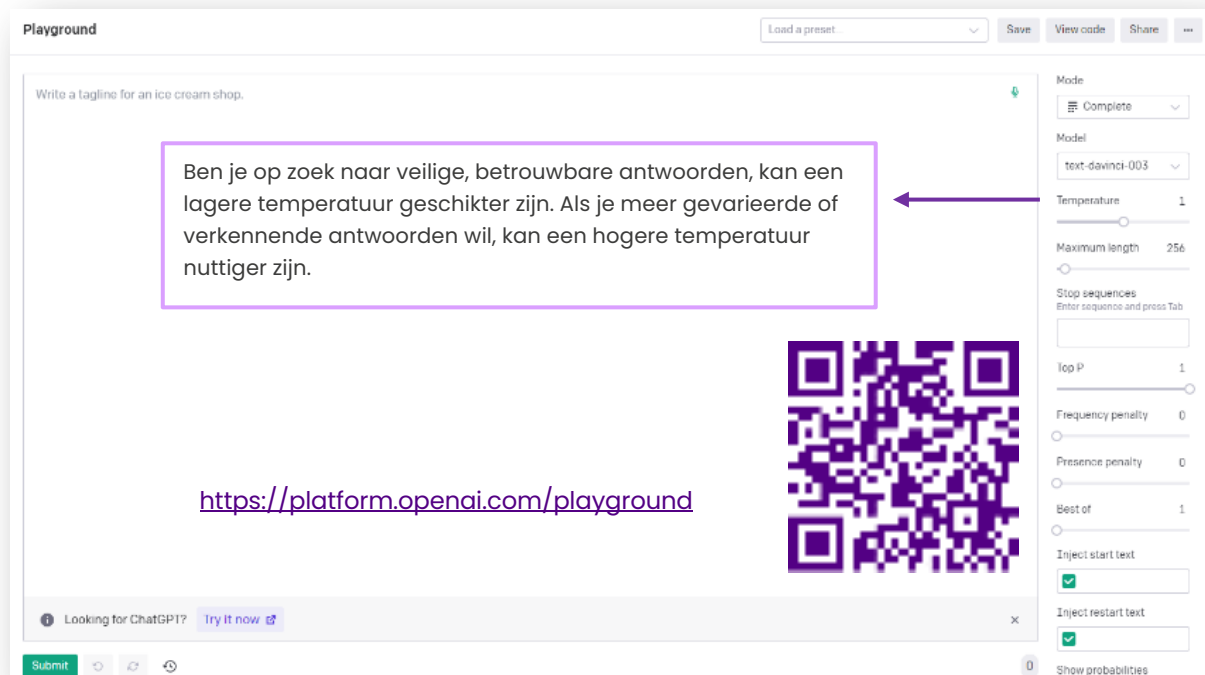 Playground
Load a preset...
Save
View code
Share
Write a tagline for an ice cream shop.
Ben je op zoek naar veilige, betrouwbare antwoorden, kan een
lagere temperatuur geschikter zijn. Als je meer gevarieerde of
verkennende antwoorden wil, kan een hogere temperatuur
nuttiger zijn.
https://platform.openai.com/playground
Looking for ChatGPT? Try it now
Submit
0
Mode
Complete
Model
text-davinci-003
Temperature 1
Maximum length 256
Stop sequences
Enter sequence and press Tab
Top P 1
Frequency penalty 0
Presence penalty 0
Best of 1
Inject start text
Inject restart text
Show probabilities